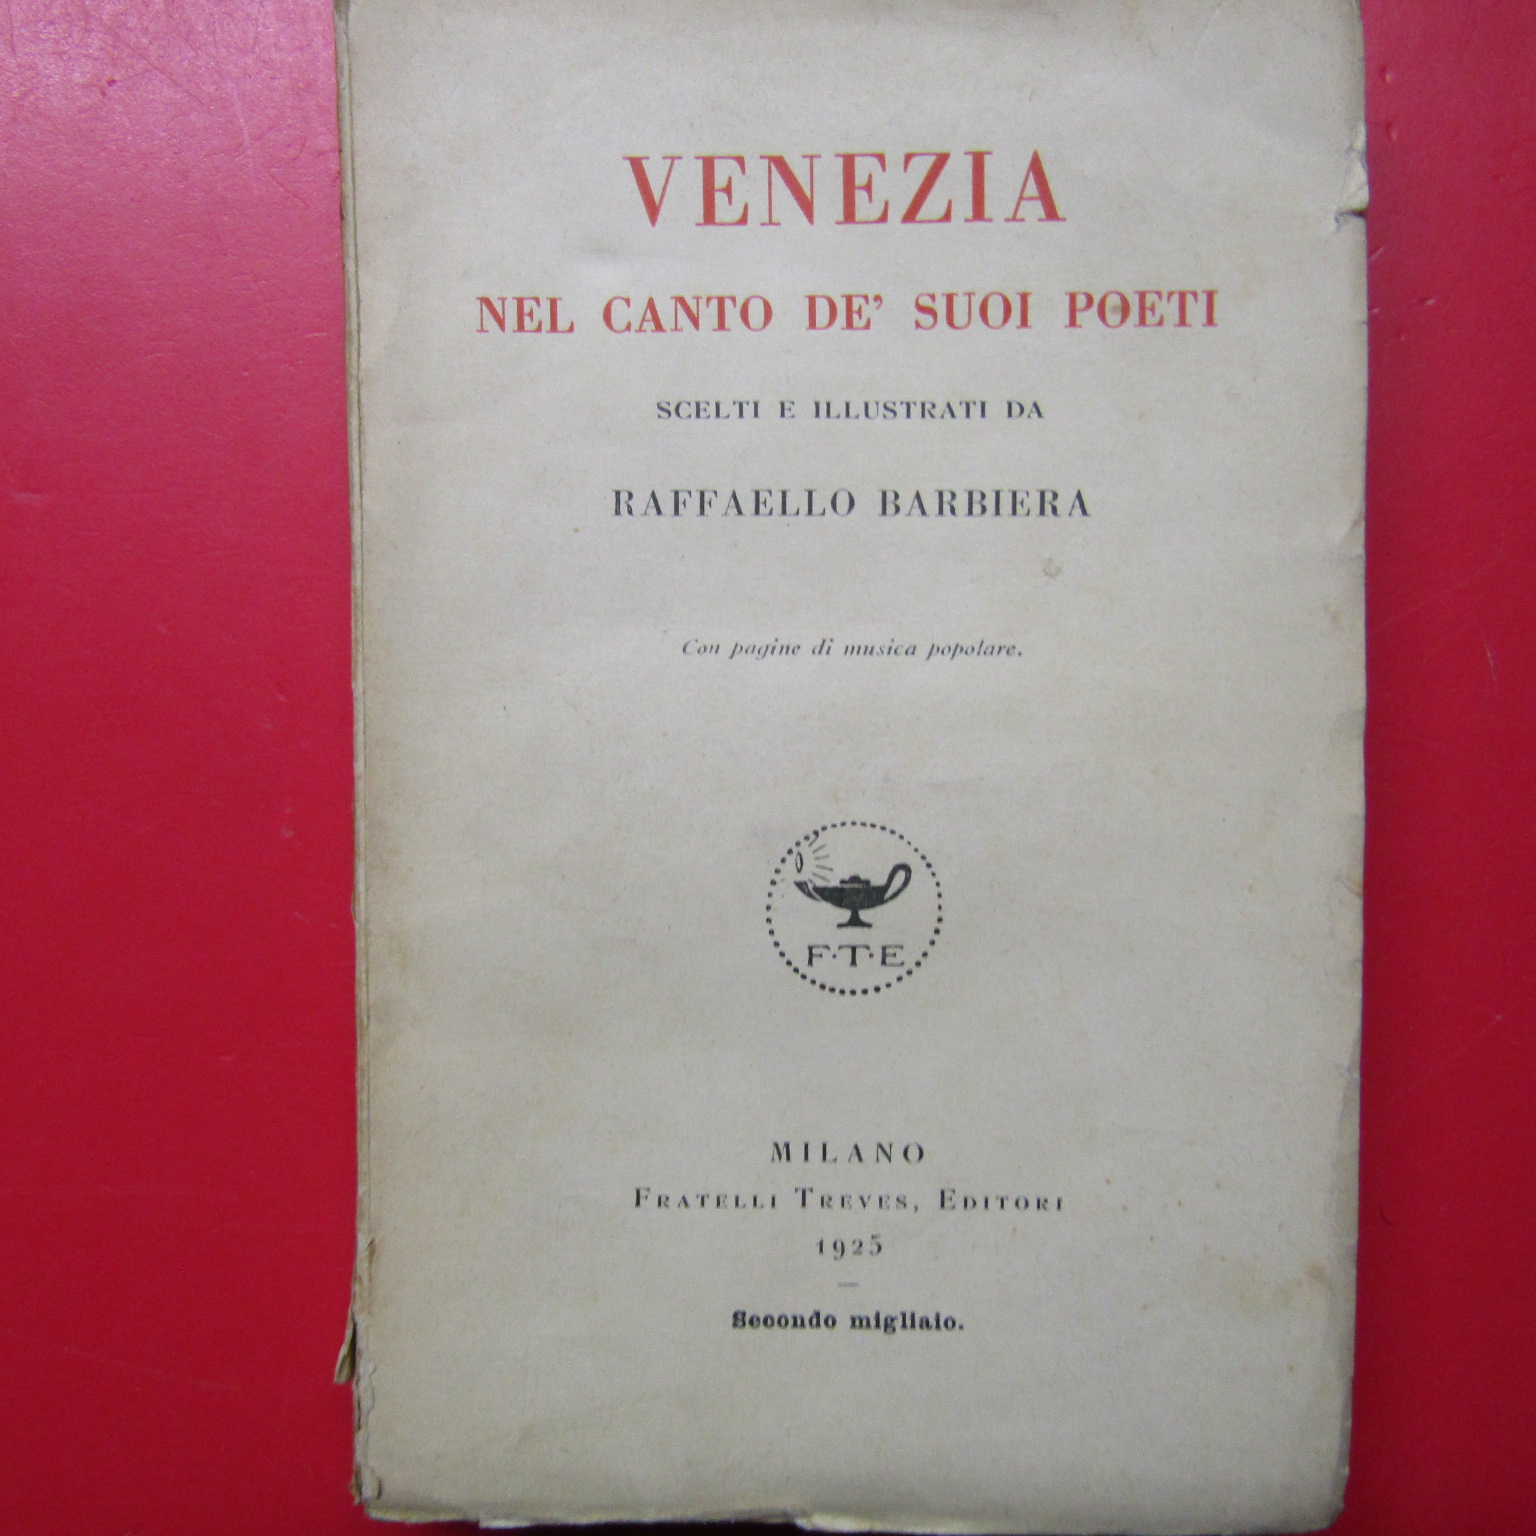 VENEZIA
NEL CANTO DE' SUOI POETI
SCELTI E ILLUSTRATI DA
RAFFAELLO BARBIERA
Con pagine di musica popolare.
F·T·E
MILANO
FRATELLI TREVES, EDITORI
1925
Secondo migliaio.